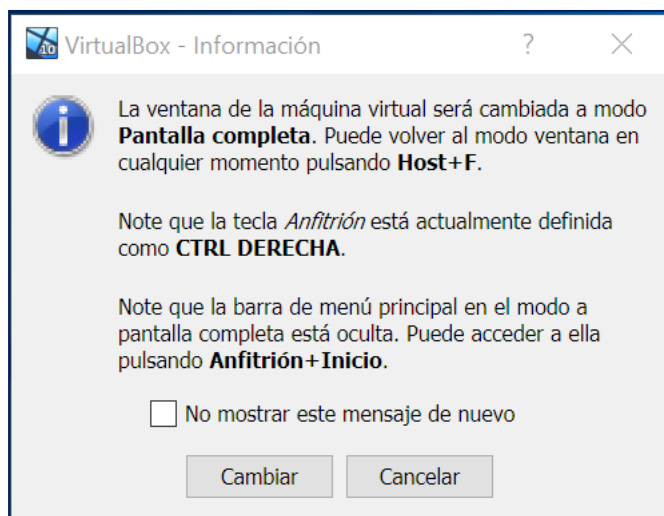 VirtualBox - Información
La ventana de la máquina virtual será cambiada a modo
Pantalla completa. Puede volver al modo ventana en
cualquier momento pulsando Host+F.
Note que la tecla Anfitrión está actualmente definida
como CTRL DERECHA.
Note que la barra de menú principal en el modo a
pantalla completa está oculta. Puede acceder a ella
pulsando Anfitrión+Inicio.
No mostrar este mensaje de nuevo
Cambiar Cancelar